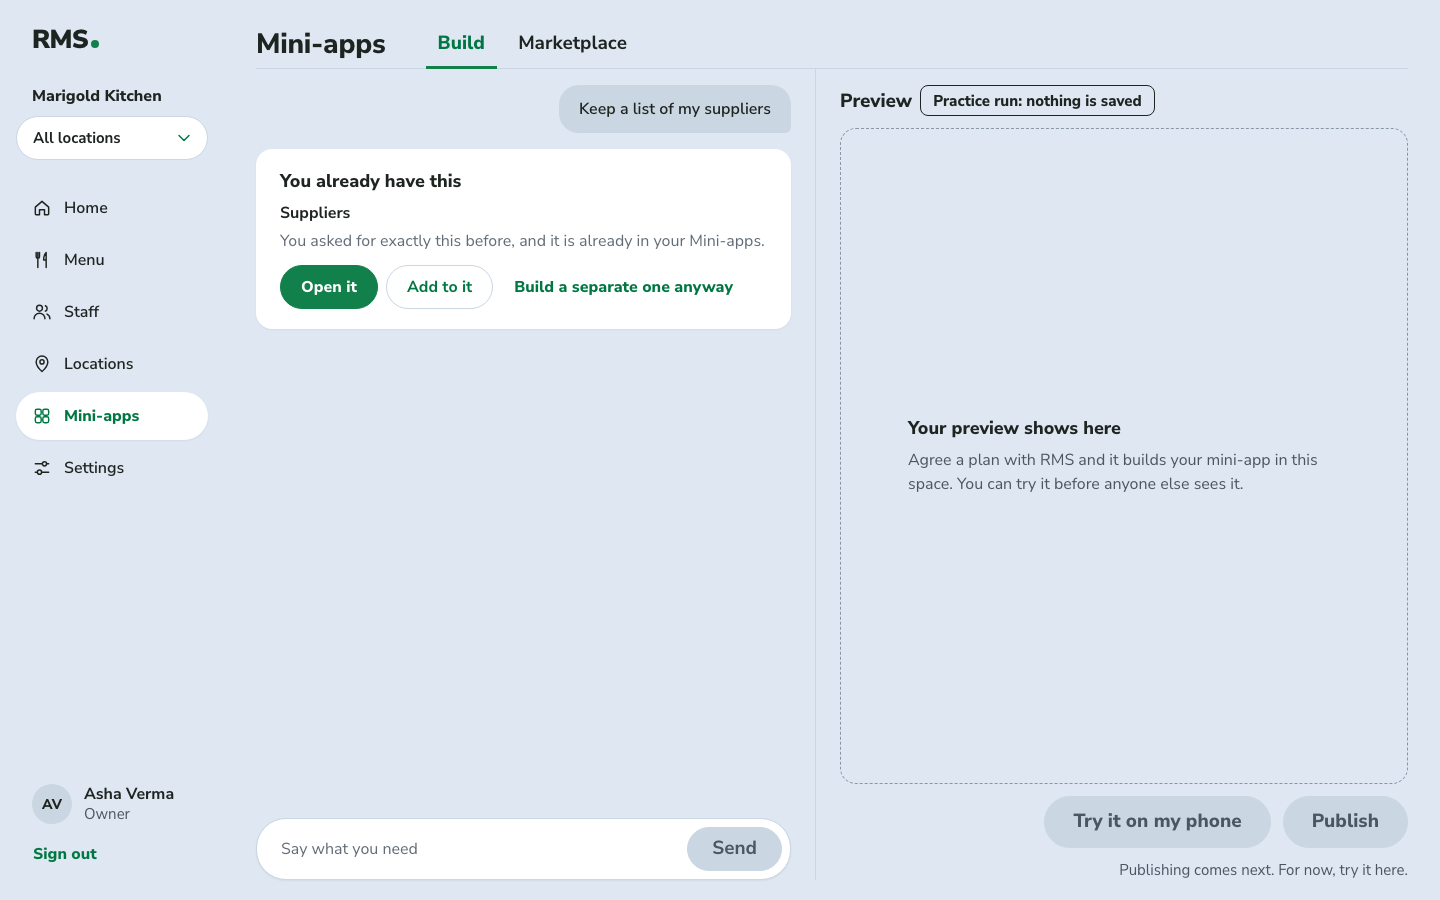 RMS.
Marigold Kitchen
All locations
Home
Menu
Staff
Locations
Mini-apps
Settings
AV
Asha Verma
Owner
Sign out
Mini-apps
Build
Marketplace
Keep a list of my suppliers
You already have this
Suppliers
You asked for exactly this before, and it is already in your Mini-apps.
Open it
Add to it
Build a separate one anyway
Say what you need
Send
Preview
Practice run: nothing is saved
Your preview shows here
Agree a plan with RMS and it builds your mini-app in this
space. You can try it before anyone else sees it.
Try it on my phone
Publish
Publishing comes next. For now, try it here.